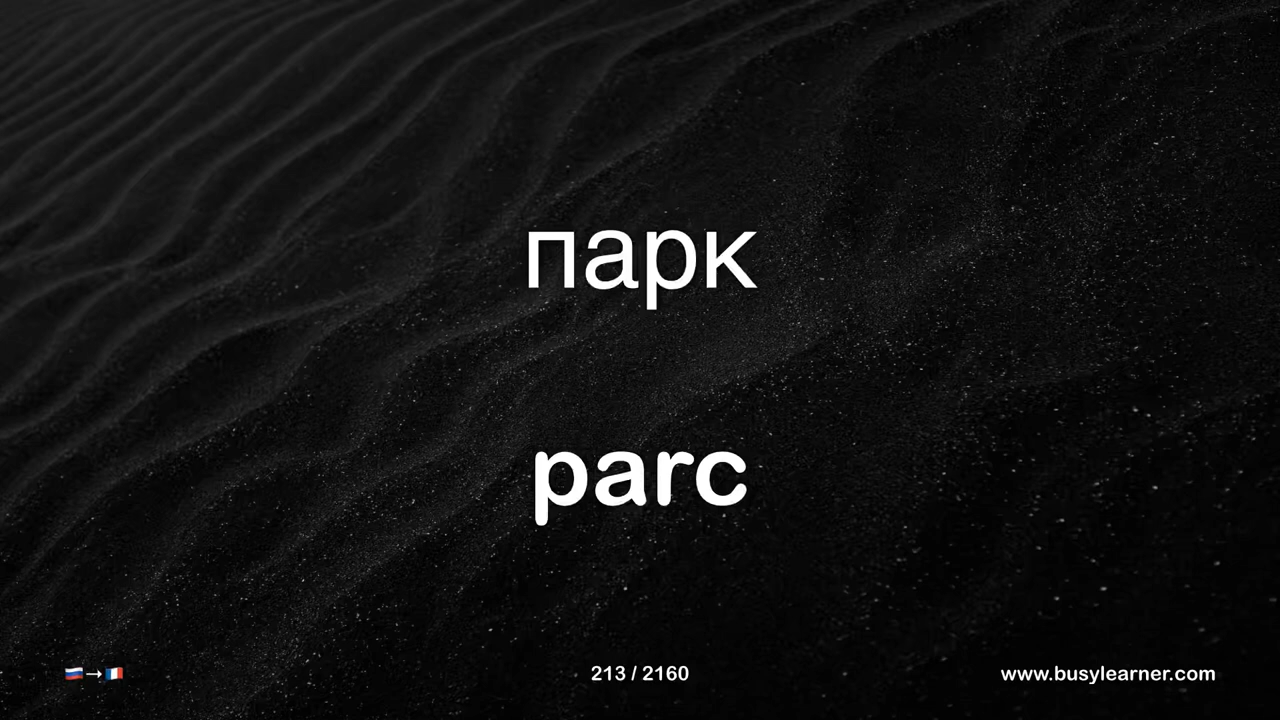 парк
parc
🇷🇺→🇫🇷
213 / 2160
www.busylearner.com